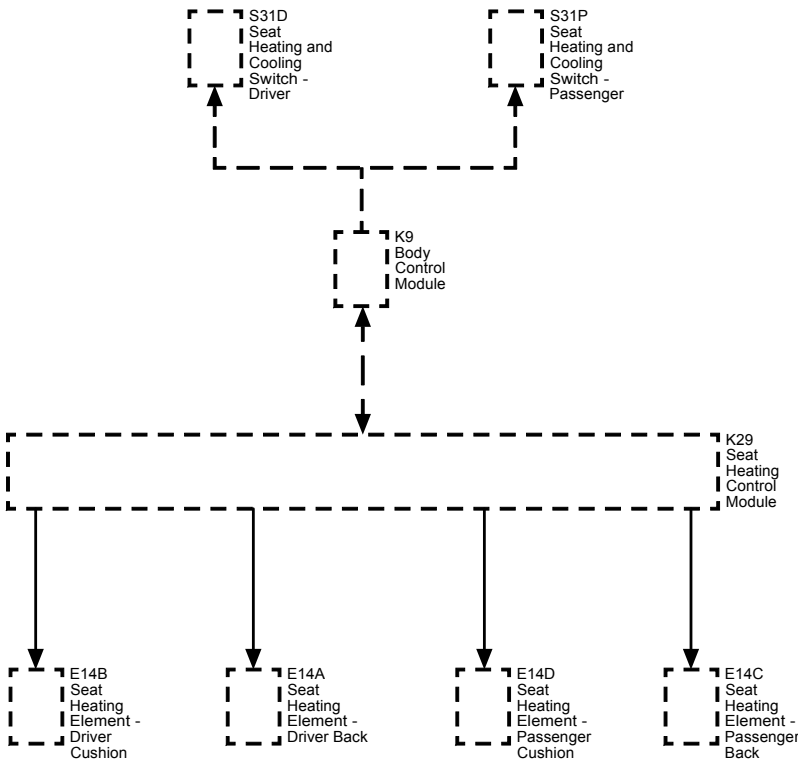 S31D
Seat
Heating and
Cooling
Switch -
Driver
S31P
Seat
Heating and
Cooling
Switch -
Passenger
K9
Body
Control
Module
K29
Seat
Heating
Control
Module
E14B
Seat
Heating
Element -
Driver
Cushion
E14A
Seat
Heating
Element -
Driver Back
E14D
Seat
Heating
Element -
Passenger
Cushion
E14C
Seat
Heating
Element -
Passenger
Back